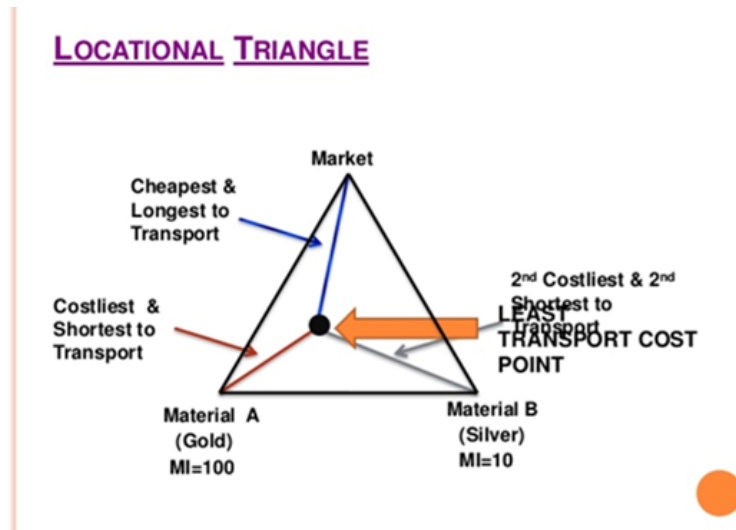 LOCATIONAL TRIANGLE
Market
Cheapest &
Longest to
Transport
Costliest &
Shortest to
Transport
2nd Costliest & 2nd
Shortest to
Transport
LEAST
TRANSPORT COST
POINT
Material A
(Gold)
MI=100
Material B
(Silver)
MI=10